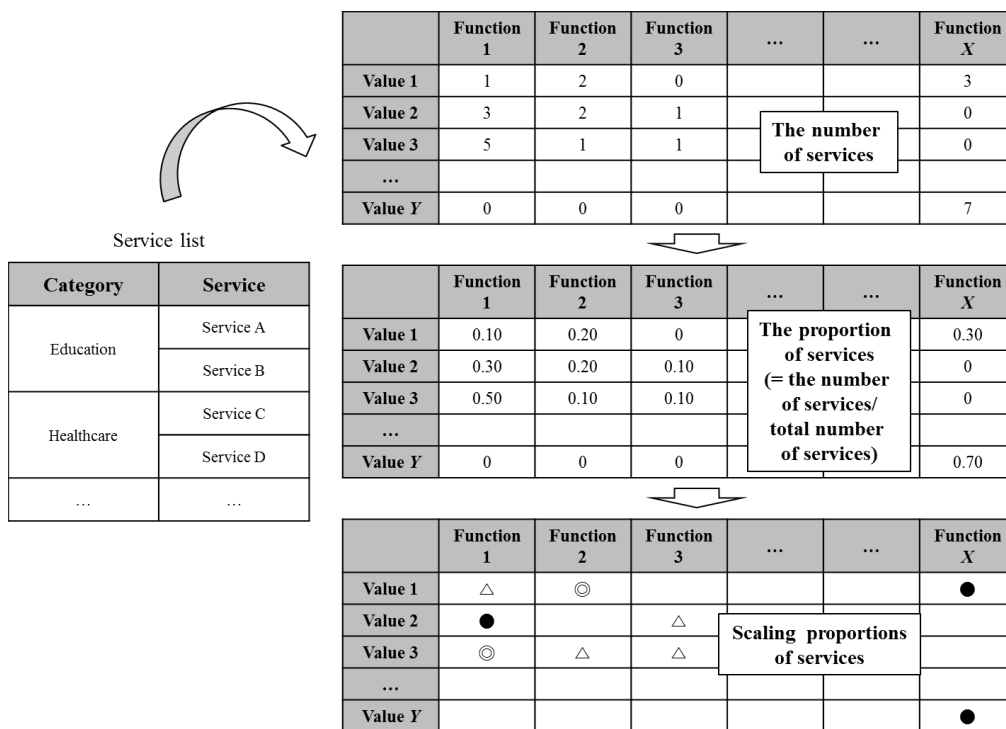 Function 1 Function 2 Function 3 ... ... Function X
Value 1 1 2 0 3
Value 2 3 2 1 0
Value 3 5 1 1 0
...
Value Y 0 0 0 7
The number
of services
Service list
Category Service
Education Service A
Service B
Healthcare Service C
Service D
... ...
Function 1 Function 2 Function 3 ... ... Function X
Value 1 0.10 0.20 0 0.30
Value 2 0.30 0.20 0.10 0
Value 3 0.50 0.10 0.10 0
...
Value Y 0 0 0 0.70
The proportion
of services
(= the number
of services/
total number
of services)
Function 1 Function 2 Function 3 ... ... Function X
Value 1 △ ◎ ●
Value 2 ● △
Value 3 ◎ △ △
...
Value Y ●
Scaling proportions
of services